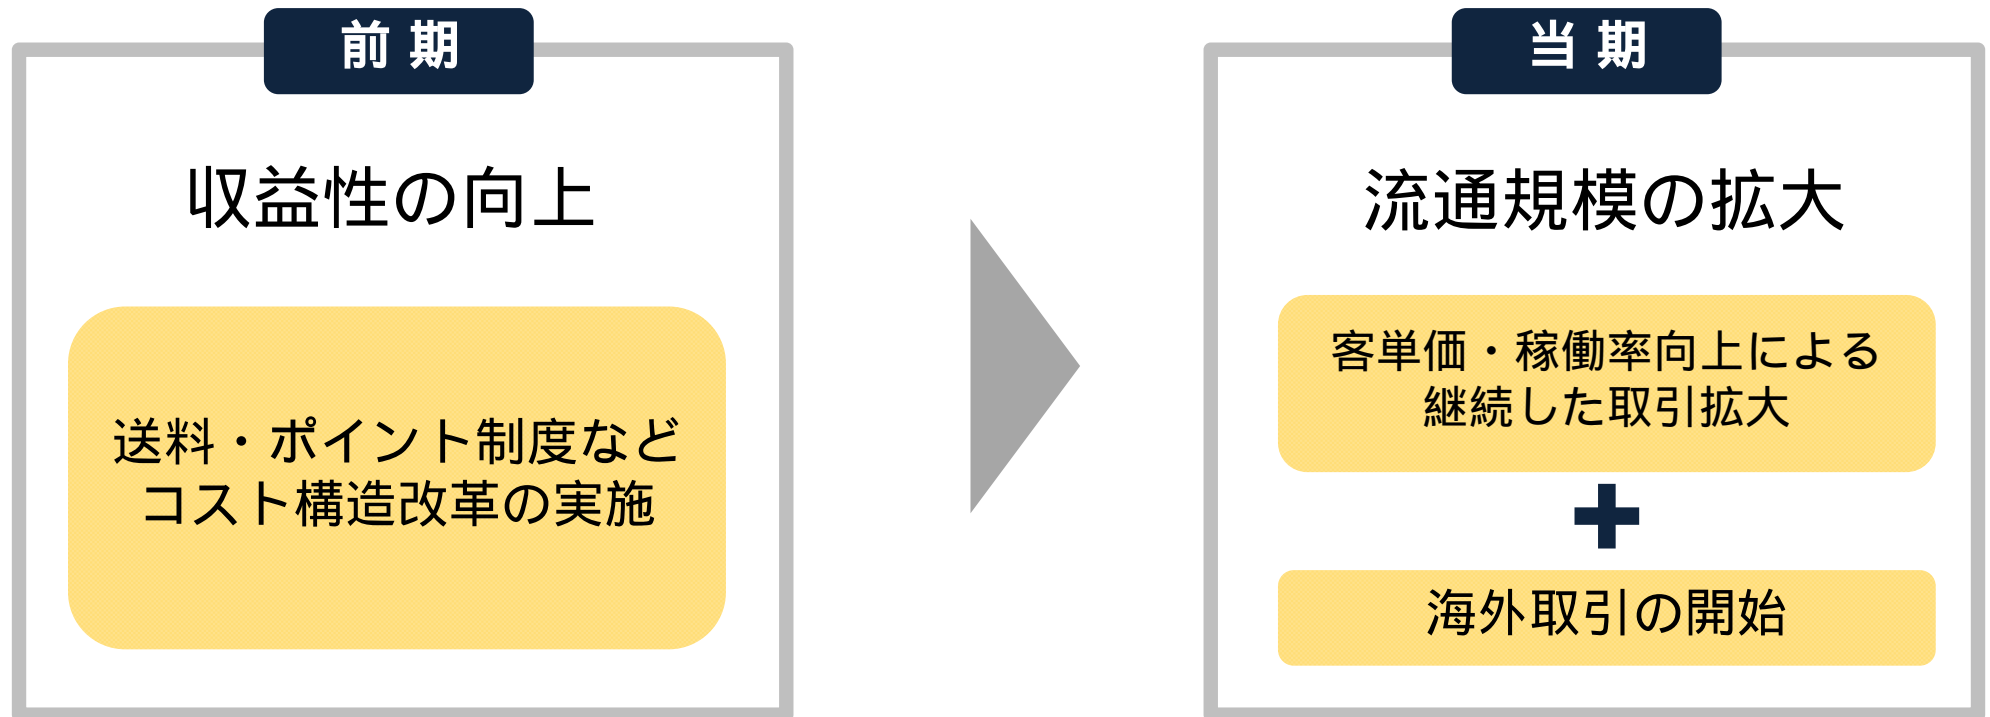 前期
収益性の向上
送料・ポイント制度など
コスト構造改革の実施
当期
流通規模の拡大
客単価・稼働率向上による
継続した取引拡大
海外取引の開始